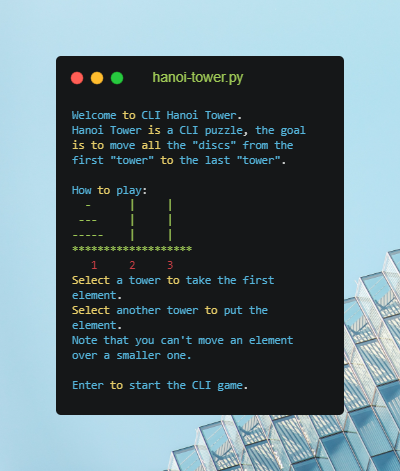 hanoi-tower.py
Welcome to CLI Hanoi Tower.
Hanoi Tower is a CLI puzzle, the goal
is to move all the "discs" from the
first "tower" to the last "tower".
How to play:
  -      |     |
 ---     |     |
-----    |     |
*******************
   1     2     3
Select a tower to take the first
element.
Select another tower to put the
element.
Note that you can't move an element
over a smaller one.
Enter to start the CLI game.